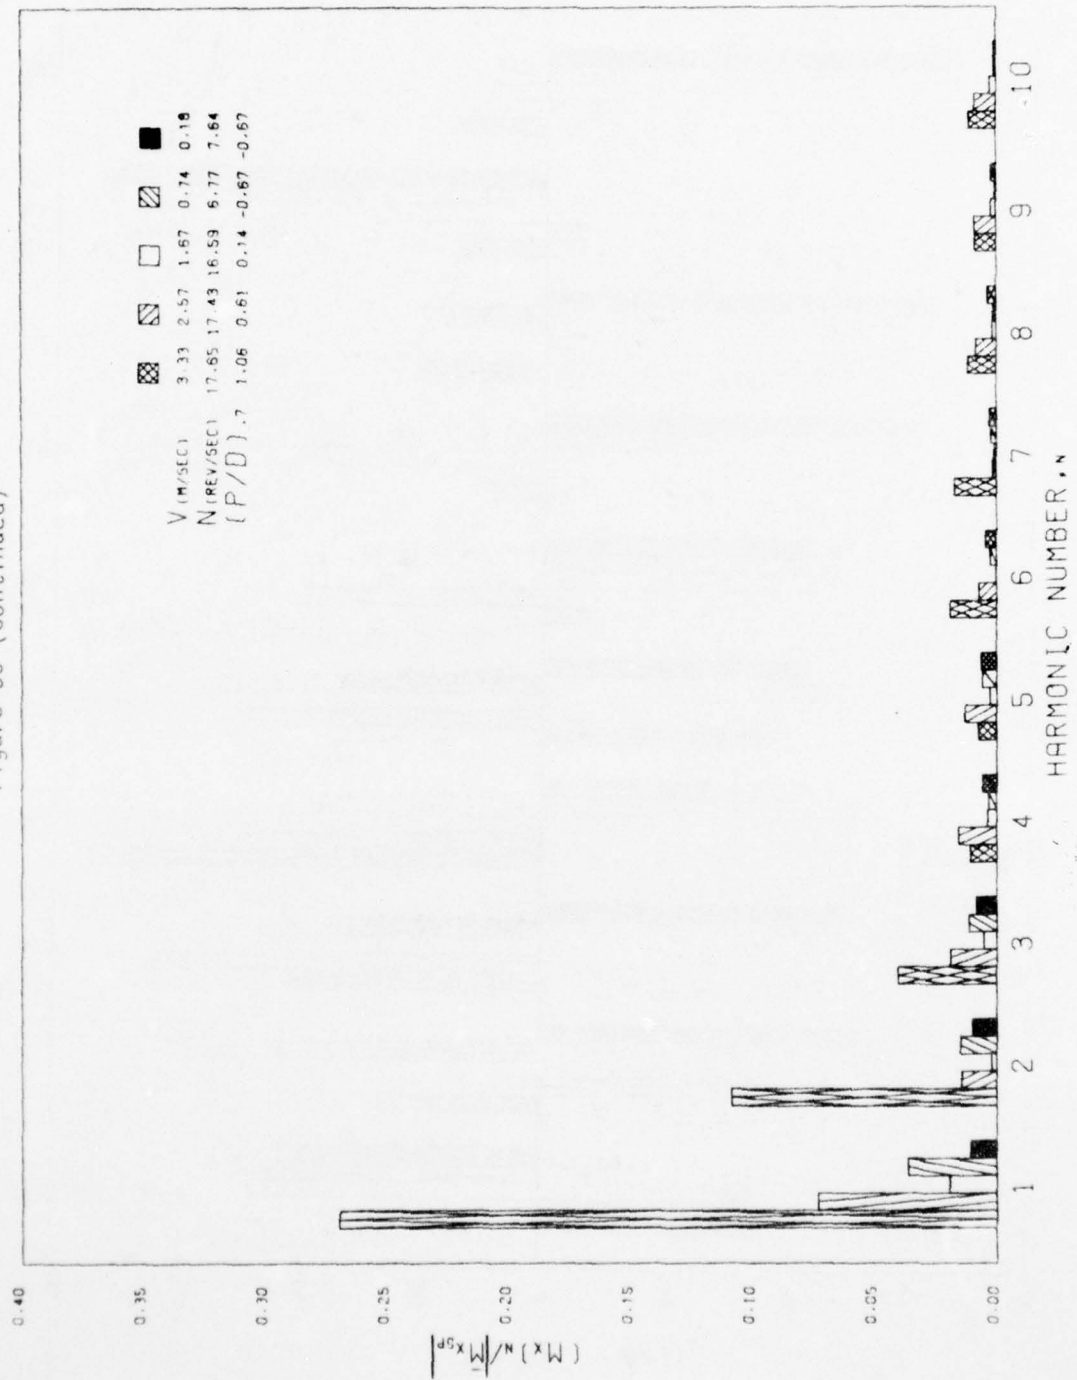 (Continued)
V (M/SEC) 3.33 2.57 1.67 0.74 0.18
N (REV/SEC) 17.65 17.43 16.59 6.77 7.64
(P/D).7 1.06 0.61 0.14 -0.67 -0.67
0.40
0.35
0.30
0.25
0.20
0.15
0.10
0.05
0.00
(Mx)N/|M̄xSP|
1 2 3 4 5 6 7 8 9 10
HARMONIC NUMBER, N